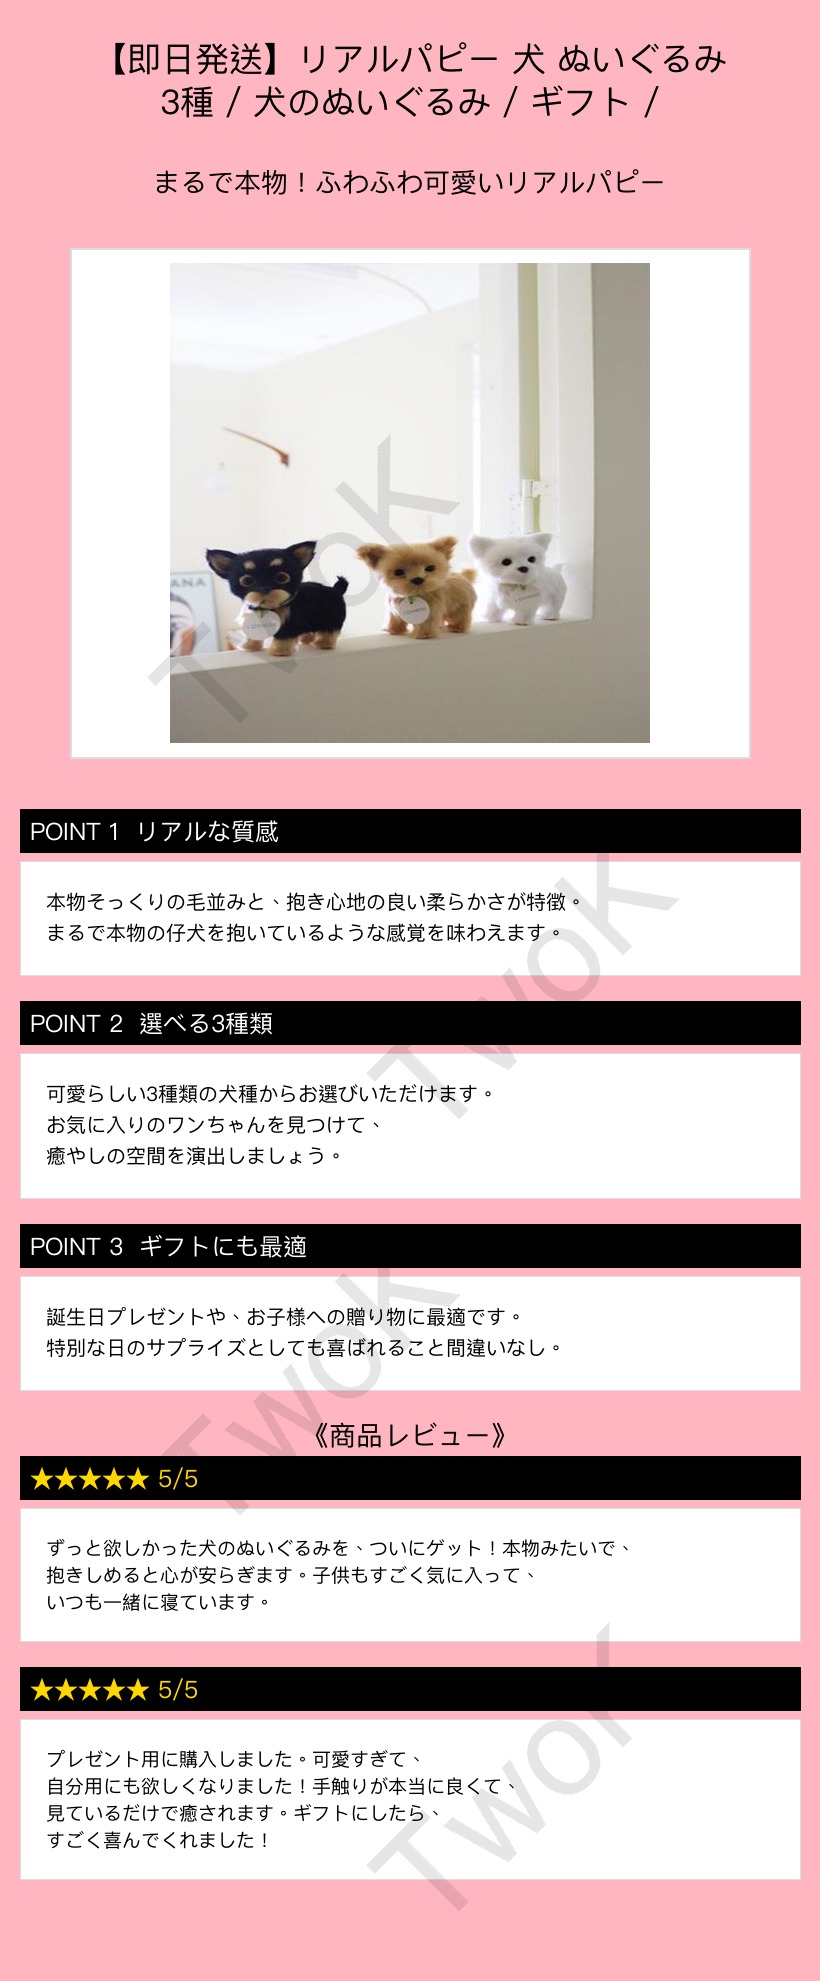 【即日発送】リアルパピー 犬 ぬいぐるみ
3種 / 犬のぬいぐるみ / ギフト /
まるで本物！ふわふわ可愛いリアルパピー
TwoK
POINT 1 リアルな質感
本物そっくりの毛並みと、抱き心地の良い柔らかさが特徴。
まるで本物の仔犬を抱いているような感覚を味わえます。
TwoK
POINT 2 選べる3種類
可愛らしい3種類の犬種からお選びいただけます。
お気に入りのワンちゃんを見つけて、
癒やしの空間を演出しましょう。
POINT 3 ギフトにも最適
誕生日プレゼントや、お子様への贈り物に最適です。
特別な日のサプライズとしても喜ばれること間違いなし。
TwoK
《商品レビュー》
★★★★★ 5/5
ずっと欲しかった犬のぬいぐるみを、ついにゲット！本物みたいで、
抱きしめると心が安らぎます。子供もすごく気に入って、
いつも一緒に寝ています。
★★★★★ 5/5
プレゼント用に購入しました。可愛すぎて、
自分用にも欲しくなりました！手触りが本当に良くて、
見ているだけで癒されます。ギフトにしたら、
すごく喜んでくれました！
TwoK